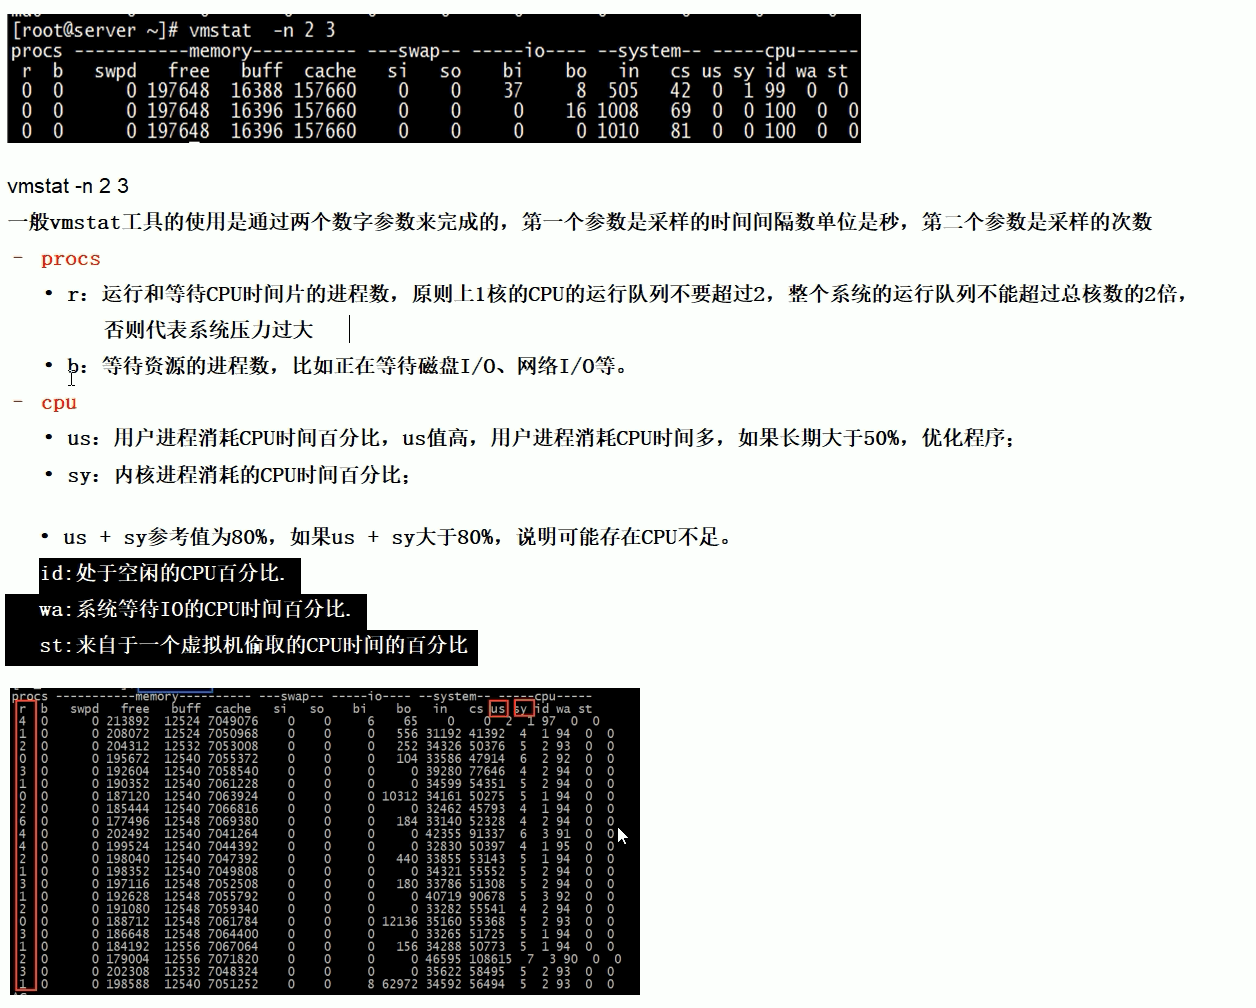 [root@server ~]# vmstat  -n 2 3
procs -----------memory---------- ---swap-- -----io---- --system-- -----cpu------
r b swpd free buff cache si so bi bo in cs us sy id wa st
0 0 0 197648 16388 157660 0 0 37 8 505 42 0 1 99 0 0
0 0 0 197648 16396 157660 0 0 0 16 1008 69 0 0 100 0 0
0 0 0 197648 16396 157660 0 0 0 0 1010 81 0 0 100 0 0
vmstat -n 2 3
一般vmstat工具的使用是通过两个数字参数来完成的，第一个参数是采样的时间间隔数单位是秒，第二个参数是采样的次数
– procs
• r：运行和等待CPU时间片的进程数，原则上1核的CPU的运行队列不要超过2，整个系统的运行队列不能超过总核数的2倍，
否则代表系统压力过大
• b：等待资源的进程数，比如正在等待磁盘I/O、网络I/O等。
– cpu
• us：用户进程消耗CPU时间百分比，us值高，用户进程消耗CPU时间多，如果长期大于50%，优化程序；
• sy：内核进程消耗的CPU时间百分比；
• us + sy参考值为80%，如果us + sy大于80%，说明可能存在CPU不足。
id:处于空闲的CPU百分比.
wa:系统等待IO的CPU时间百分比.
st:来自于一个虚拟机偷取的CPU时间的百分比
procs -----------memory---------- ---swap-- -----io---- --system-- -----cpu-----
r b swpd free buff cache si so bi bo in cs us sy id wa st
4 0 0 213892 12524 7049076 0 0 6 65 0 0 2 1 97 0 0
1 0 0 208072 12524 7050968 0 0 0 556 31192 41392 4 1 94 0 0
2 0 0 204312 12532 7053008 0 0 0 252 34326 50376 5 2 93 0 0
0 0 0 195672 12540 7055372 0 0 0 104 33586 47914 6 2 92 0 0
3 0 0 192604 12540 7058540 0 0 0 0 39280 77646 4 2 94 0 0
1 0 0 190352 12540 7061228 0 0 0 0 34599 54351 5 2 94 0 0
0 0 0 187120 12540 7063924 0 0 0 10312 34161 50275 5 1 94 0 0
2 0 0 185444 12540 7066816 0 0 0 0 32462 45793 4 1 94 0 0
6 0 0 177496 12548 7069380 0 0 0 184 33140 52328 4 2 94 0 0
4 0 0 202492 12540 7041264 0 0 0 0 42355 91337 6 3 91 0 0
4 0 0 199524 12540 7044392 0 0 0 0 32830 50397 4 1 95 0 0
2 0 0 198040 12540 7047392 0 0 0 440 33855 53143 5 1 94 0 0
1 0 0 198352 12540 7049808 0 0 0 0 34321 55552 5 2 94 0 0
3 0 0 197116 12548 7052508 0 0 0 180 33786 51308 5 2 94 0 0
1 0 0 192628 12548 7055792 0 0 0 0 40719 90678 5 3 92 0 0
2 0 0 191080 12548 7059340 0 0 0 0 33282 55541 4 2 94 0 0
0 0 0 188712 12548 7061784 0 0 0 12136 35160 55368 5 2 93 0 0
3 0 0 186648 12548 7064400 0 0 0 0 33265 51725 5 1 94 0 0
1 0 0 184192 12556 7067064 0 0 0 156 34288 50773 5 1 94 0 0
2 0 0 179004 12556 7071820 0 0 0 0 46595 108615 7 3 90 0 0
3 0 0 202308 12532 7048324 0 0 0 0 35622 58495 5 2 93 0 0
1 0 0 198588 12540 7051252 0 0 8 62972 34592 56494 5 2 93 0 0